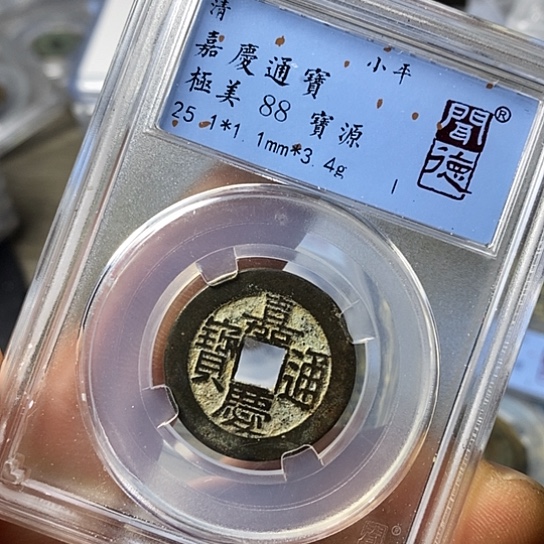 清
嘉慶通寶 小平
極美 88 寶源
25.1*1.1mm*3.4g 1
聞德®
嘉慶通寶